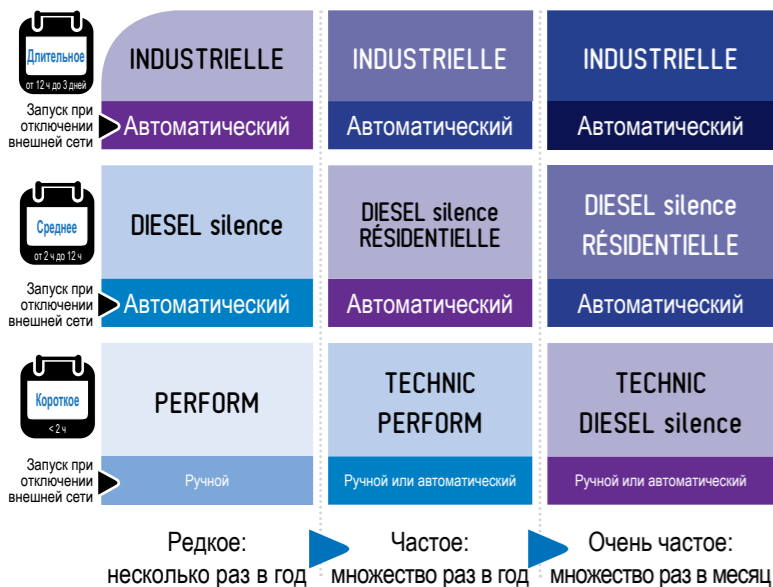 Длительное
от 12 ч до 3 дней
INDUSTRIELLE
INDUSTRIELLE
INDUSTRIELLE
Запуск при
отключении
внешней сети
Автоматический
Автоматический
Автоматический
Среднее
от 2 ч до 12 ч
DIESEL silence
DIESEL silence
RÉSIDENTIELLE
DIESEL silence
RÉSIDENTIELLE
Запуск при
отключении
внешней сети
Автоматический
Автоматический
Автоматический
Короткое
< 2 ч
PERFORM
TECHNIC
PERFORM
TECHNIC
DIESEL silence
Запуск при
отключении
внешней сети
Ручной
Ручной или автоматический
Ручной или автоматический
Редкое:
несколько раз в год
Частое:
множество раз в год
Очень частое:
множество раз в месяц